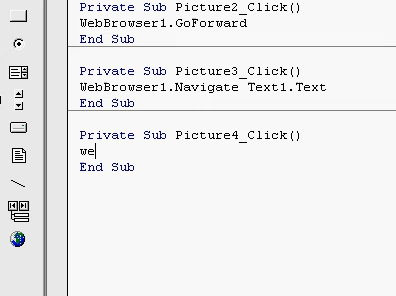 Private Sub Picture2_Click()
WebBrowser1.GoForward
End Sub
Private Sub Picture3_Click()
WebBrowser1.Navigate Text1.Text
End Sub
Private Sub Picture4_Click()
we
End Sub